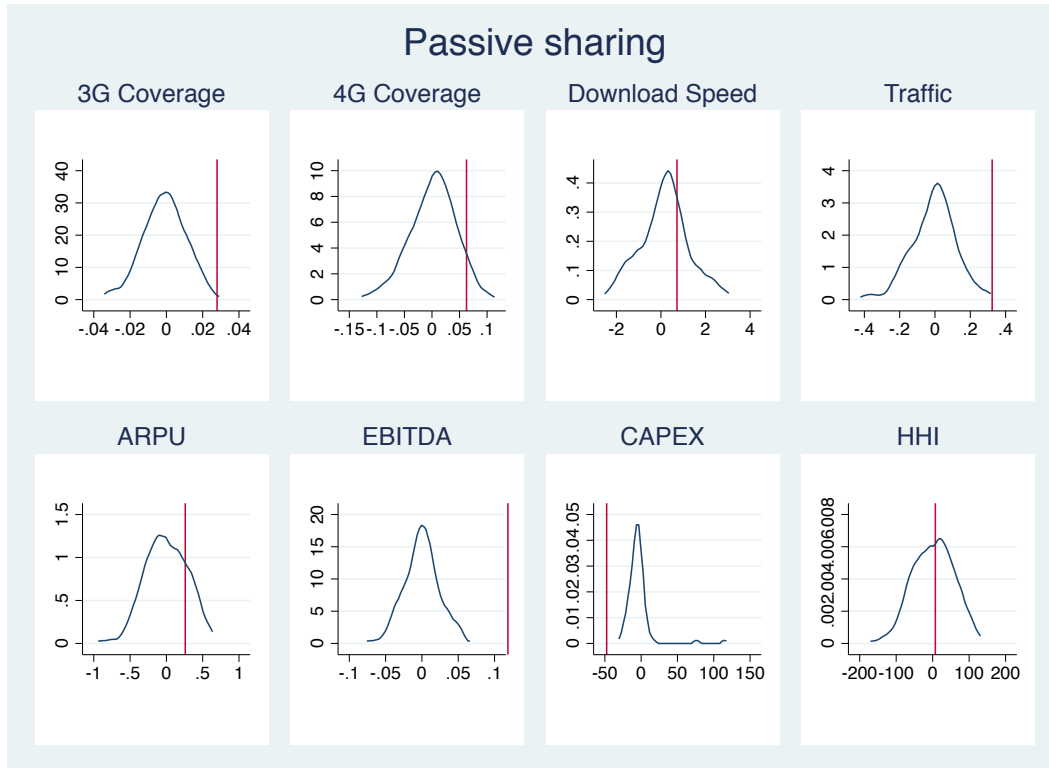 Passive sharing
3G Coverage
4G Coverage
Download Speed
Traffic
0 10 20 30 40
-.04 -.02 0 .02 .04
0 2 4 6 8 10
-.15 -.1 -.05 0 .05 .1
0 .1 .2 .3 .4
-2 0 2 4
0 1 2 3 4
-.4 -.2 0 .2 .4
ARPU
EBITDA
CAPEX
HHI
0 .5 1 1.5
-1 -.5 0 .5 1
0 5 10 15 20
-.1 -.05 0 .05 .1
0 .01 .02 .03 .04 .05
-50 0 50 100 150
0 .002 .004 .006 .008
-200 -100 0 100 200